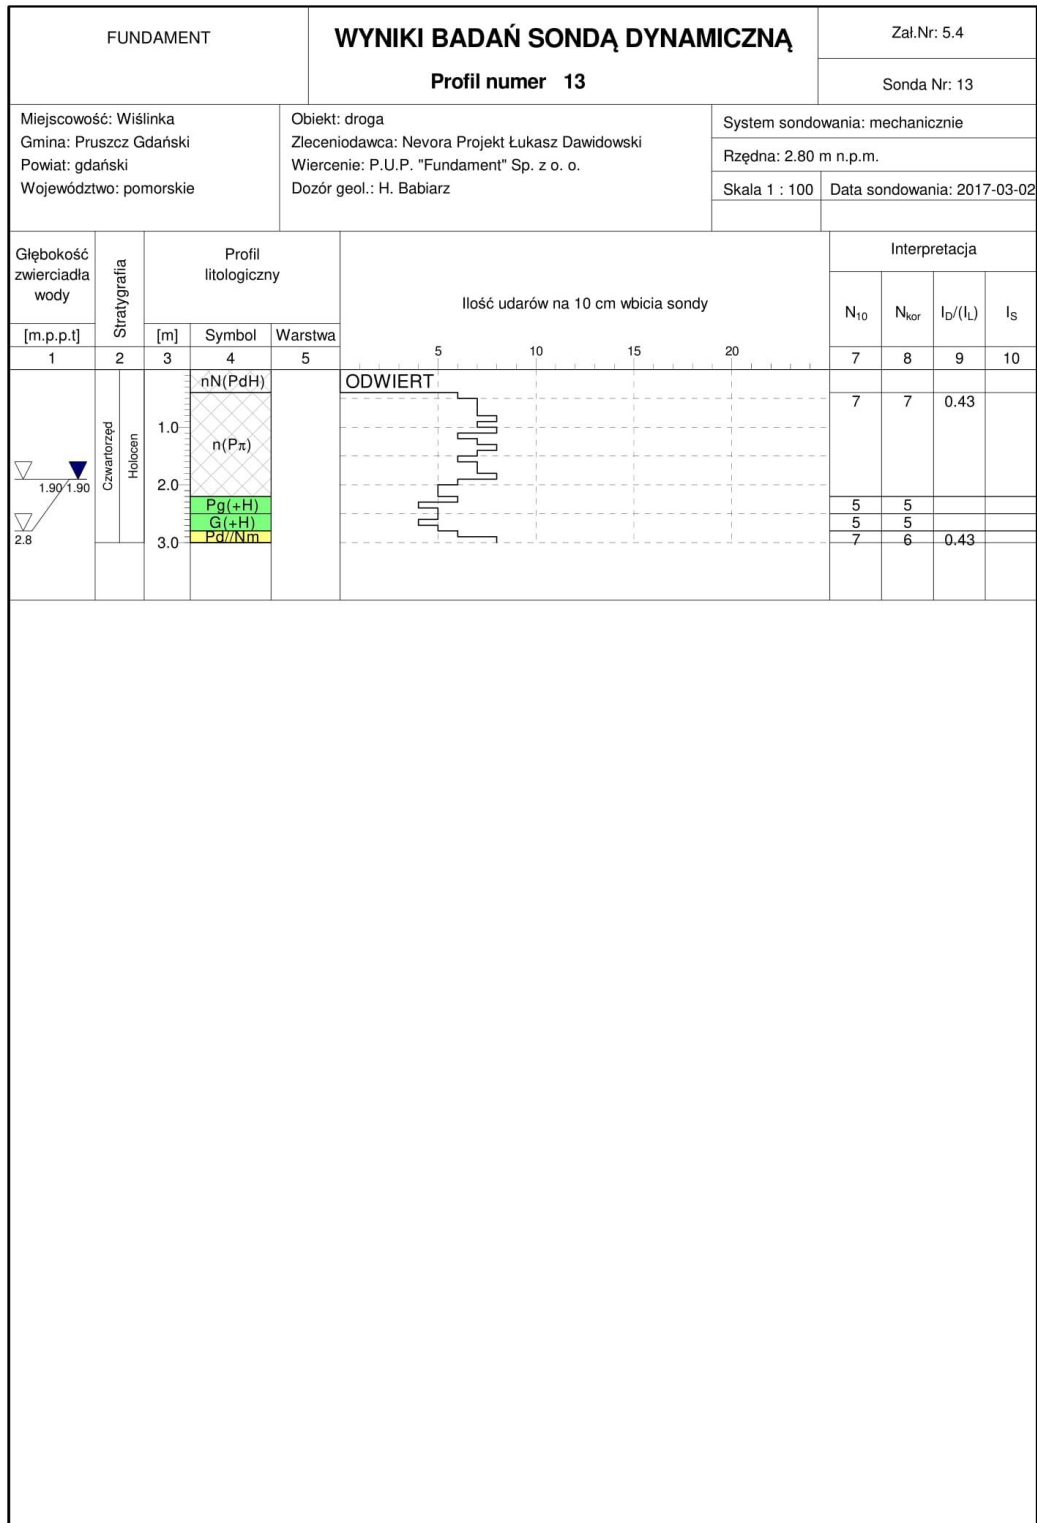 FUNDAMENT
WYNIKI BADAŃ SONDĄ DYNAMICZNĄ
Profil numer 13
Zał.Nr: 5.4
Sonda Nr: 13
Miejscowość: Wiślinka
Gmina: Pruszcz Gdański
Powiat: gdański
Województwo: pomorskie
Obiekt: droga
Zleceniodawca: Nevora Projekt Łukasz Dawidowski
Wiercenie: P.U.P. "Fundament" Sp. z o. o.
Dozór geol.: H. Babiarz
System sondowania: mechanicznie
Rzędna: 2.80 m n.p.m.
Skala 1 : 100 Data sondowania: 2017-03-02
Głębokość
zwierciadła
wody
[m.p.p.t]
Stratygrafia
Profil
litologiczny
[m] Symbol Warstwa
Ilość udarów na 10 cm wbicia sondy
5 10 15 20
Interpretacja
N10 Nkor ID/(IL) IS
1 2 3 4 5 7 8 9 10
nN(PdH)
ODWIERT
7 7 0.43
1.0
n(Pπ)
Czwartorzęd
Holocen
1.90 1.90
2.0
Pg(+H) 5 5
G(+H) 5 5
2.8
Pd//Nm 7 6 0.43
3.0